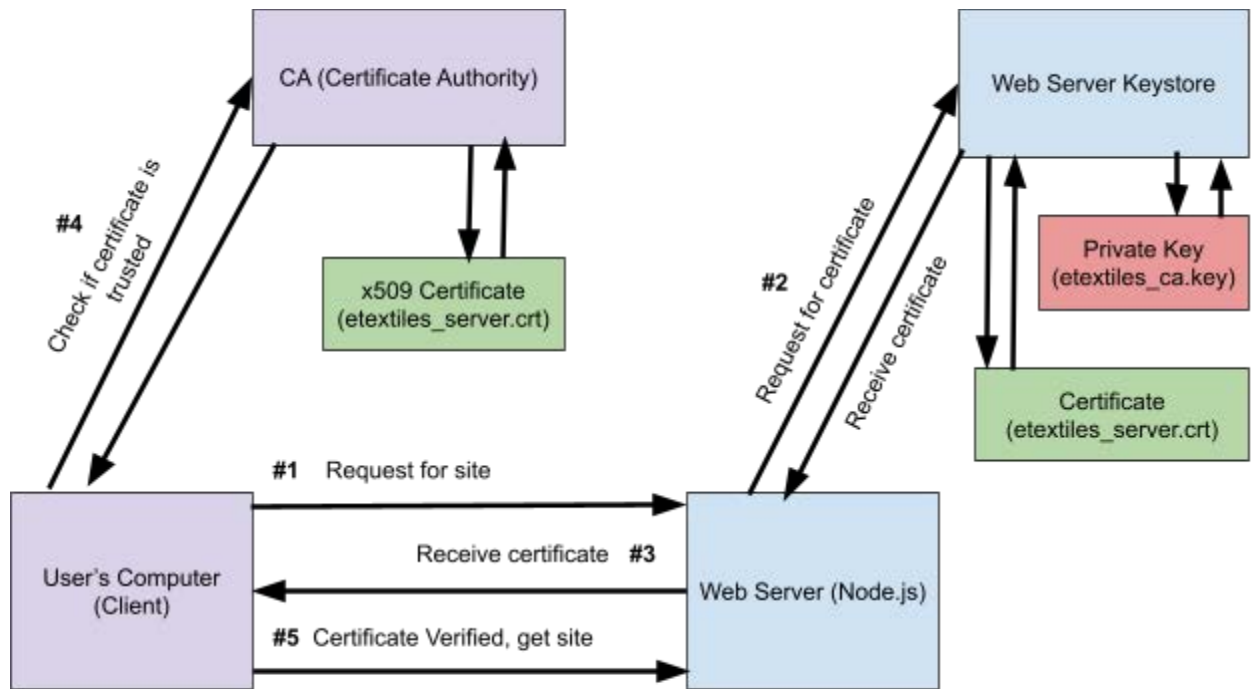 CA (Certificate Authority)
Web Server Keystore
#4
Check if certificate is
trusted
x509 Certificate
(etextiles_server.crt)
#2
Request for certificate
Receive certificate
Private Key
(etextiles_ca.key)
Certificate
(etextiles_server.crt)
#1 Request for site
Receive certificate #3
User's Computer
(Client)
Web Server (Node.js)
#5 Certificate Verified, get site